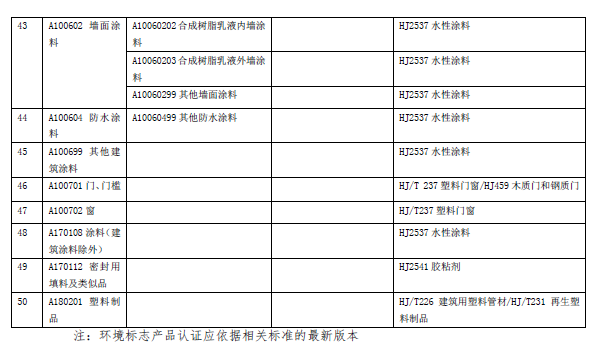 43 A100602 墙面涂 A10060202 合成树脂乳液内墙涂 HJ2537 水性涂料
料 料
A10060203 合成树脂乳液外墙涂 HJ2537 水性涂料
料
A10060299 其他墙面涂料 HJ2537 水性涂料
44 A100604 防水涂 A10060499 其他防水涂料 HJ2537 水性涂料
料
45 A100699 其他建 HJ2537 水性涂料
筑涂料
46 A100701 门、门槛 HJ/T 237 塑料门窗/HJ459 木质门和钢质门
47 A100702 窗 HJ/T237 塑料门窗
48 A170108 涂料（建 HJ2537 水性涂料
筑涂料除外）
49 A170112 密封用 HJ2541 胶粘剂
填料及类似品
50 A180201 塑料制 HJ/T226 建筑用塑料管材/HJ/T231 再生塑
品 料制品
注：环境标志产品认证应依据相关标准的最新版本